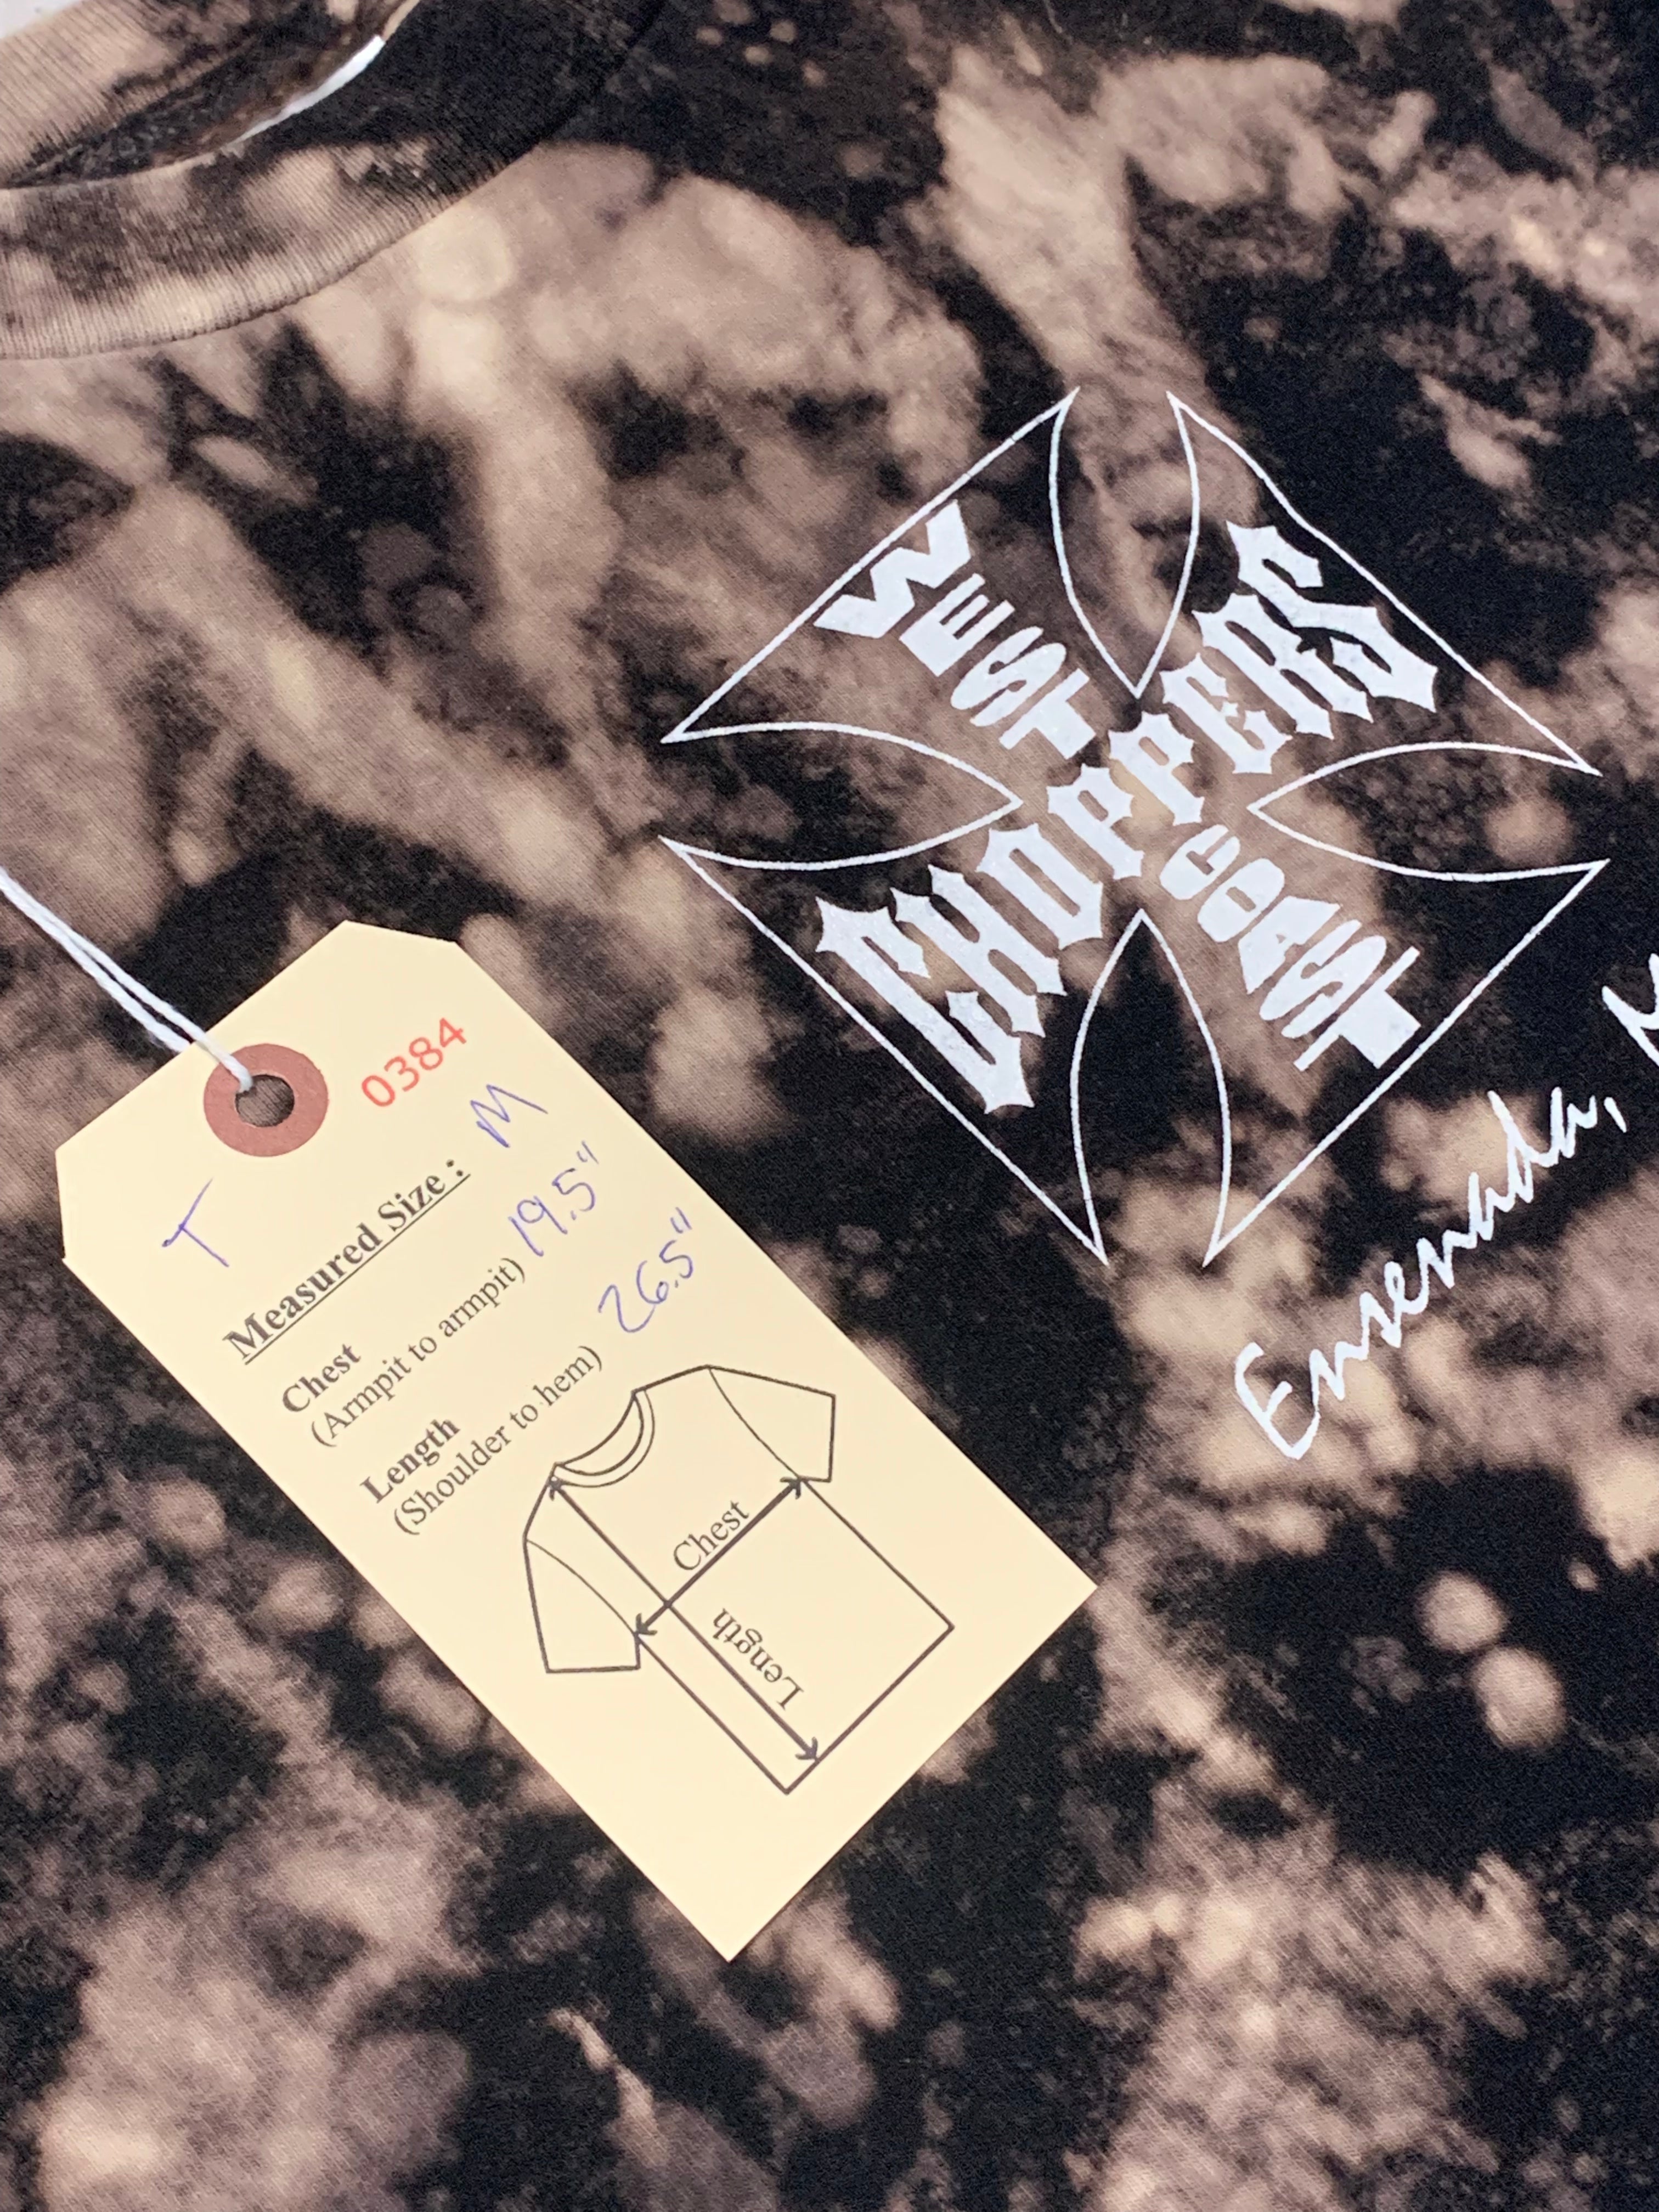 WEST
CHOPPERS
COAST
Ensenada, M
0384
T
Measured Size : M
Chest
(Armpit to armpit) 19.5"
Length
(Shoulder to hem) 26.5"
Chest
Length